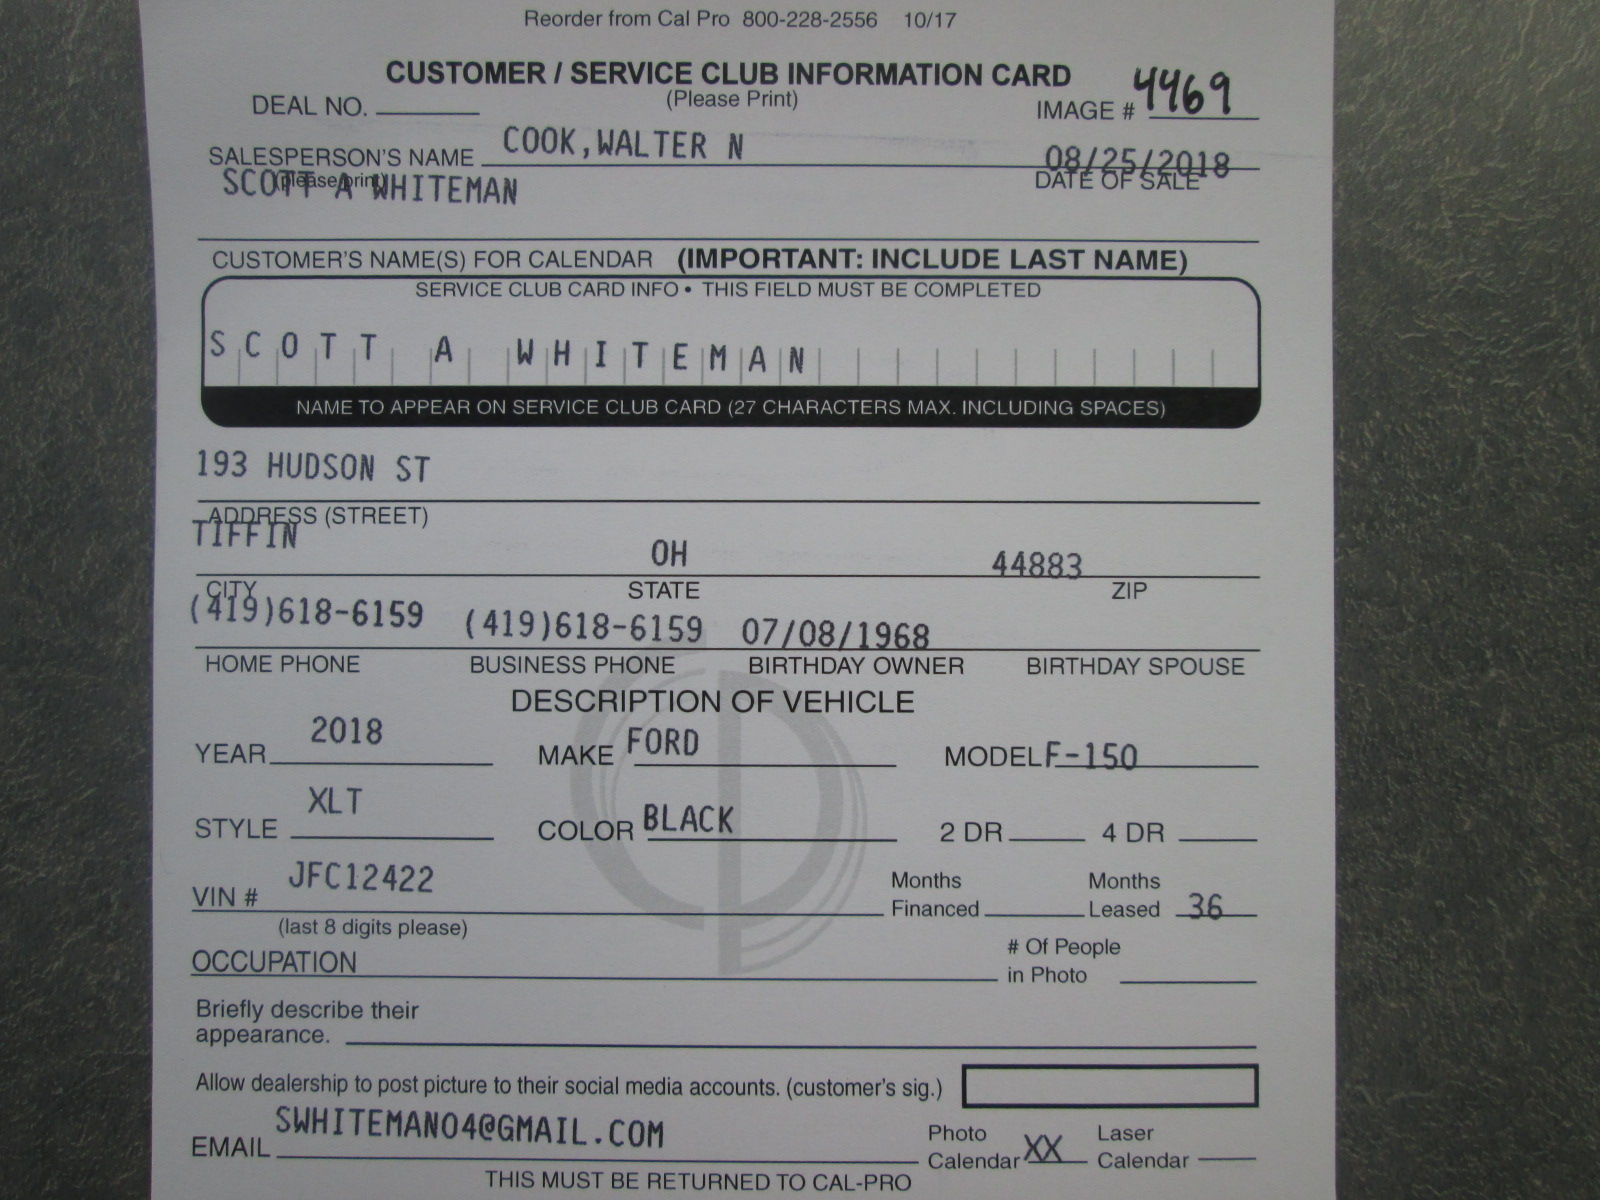 Reorder from Cal Pro 800-228-2556 10/17
CUSTOMER / SERVICE CLUB INFORMATION CARD
(Please Print)
DEAL NO.
IMAGE # 4469
SALESPERSON'S NAME COOK,WALTER N
08/25/2018
(please print)
DATE OF SALE
SCOTT A WHITEMAN
CUSTOMER'S NAME(S) FOR CALENDAR (IMPORTANT: INCLUDE LAST NAME)
SERVICE CLUB CARD INFO • THIS FIELD MUST BE COMPLETED
SCOTT A WHITEMAN
NAME TO APPEAR ON SERVICE CLUB CARD (27 CHARACTERS MAX. INCLUDING SPACES)
193 HUDSON ST
ADDRESS (STREET)
TIFFIN OH 44883
CITY STATE ZIP
(419)618-6159 (419)618-6159 07/08/1968
HOME PHONE BUSINESS PHONE BIRTHDAY OWNER BIRTHDAY SPOUSE
DESCRIPTION OF VEHICLE
YEAR 2018 MAKE FORD MODEL F-150
STYLE XLT COLOR BLACK 2 DR 4 DR
VIN # JFC12422
(last 8 digits please)
Months Financed
Months Leased 36
OCCUPATION
# Of People in Photo
Briefly describe their
appearance.
Allow dealership to post picture to their social media accounts. (customer's sig.)
EMAIL SWHITEMAN04@GMAIL.COM
Photo Calendar XX
Laser Calendar
THIS MUST BE RETURNED TO CAL-PRO